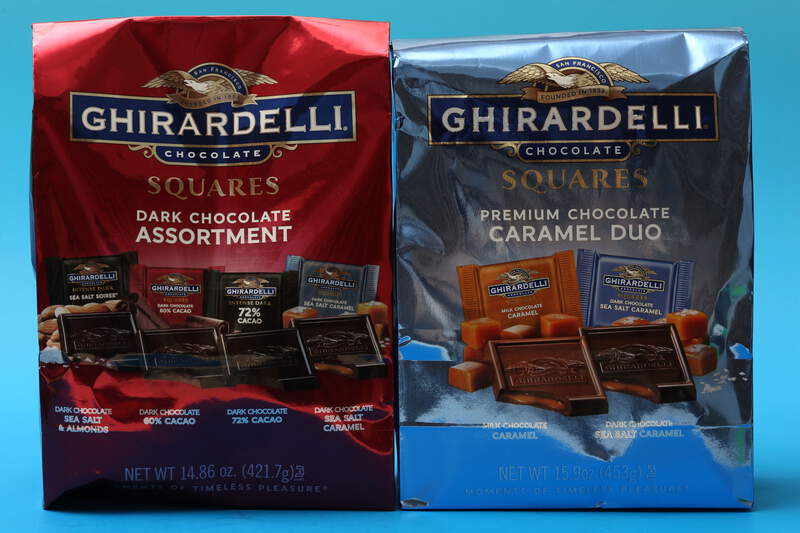 SAN FRANCISCO
FOUNDED IN 1852
GHIRARDELLI
CHOCOLATE
SQUARES
DARK CHOCOLATE
ASSORTMENT
GHIRARDELLI
INTENSE DARK
SEA SALT SOIREE
GHIRARDELLI
SQUARES
DARK CHOCOLATE
60% CACAO
GHIRARDELLI
INTENSE DARK
72%
CACAO
GHIRARDELLI
SQUARES
DARK CHOCOLATE
SEA SALT CARAMEL
GHIRARDELLI
DARK CHOCOLATE
SEA SALT
& ALMONDS
DARK CHOCOLATE
60% CACAO
DARK CHOCOLATE
72% CACAO
DARK CHOCOLATE
SEA SALT
CARAMEL
NET WT 14.86 oz. (421.7g)
MOMENTS OF TIMELESS PLEASURE®
SAN FRANCISCO
FOUNDED IN 1852
GHIRARDELLI
CHOCOLATE
SQUARES
PREMIUM CHOCOLATE
CARAMEL DUO
GHIRARDELLI
SQUARES
MILK CHOCOLATE
CARAMEL
GHIRARDELLI
SQUARES
DARK CHOCOLATE
SEA SALT CARAMEL
GHIRARDELLI
MILK CHOCOLATE
CARAMEL
DARK CHOCOLATE
SEA SALT CARAMEL
NET WT 15.9oz (453g)
MOMENTS OF TIMELESS PLEASURE®